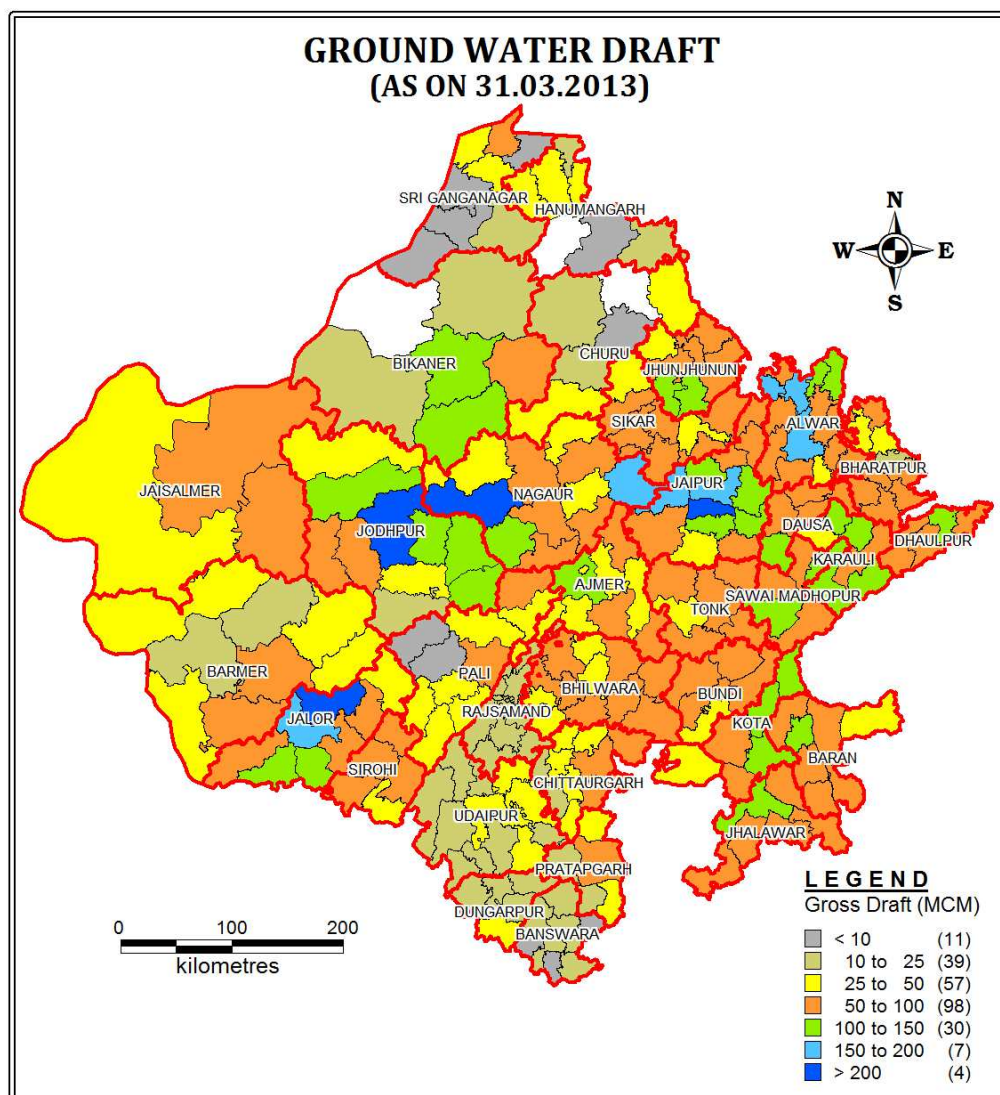 GROUND WATER DRAFT
(AS ON 31.03.2013)
N
W E
S
SRI GANGANAGAR
HANUMANGARH
BIKANER
CHURU
JHUNJHUNUN
SIKAR
ALWAR
BHARATPUR
JAISALMER
NAGAUR
JAIPUR
JODHPUR
DAUSA
DHAULPUR
KARAULI
AJMER
SAWAI MADHOPUR
TONK
BARMER
PALI
BHILWARA
BUNDI
RAJSAMAND
JALOR
KOTA
BARAN
SIROHI
CHITTAURGARH
UDAIPUR
JHALAWAR
PRATAPGARH
DUNGARPUR
BANSWARA
0 100 200
kilometres
LEGEND
Gross Draft (MCM)
< 10 (11)
10 to 25 (39)
25 to 50 (57)
50 to 100 (98)
100 to 150 (30)
150 to 200 (7)
> 200 (4)